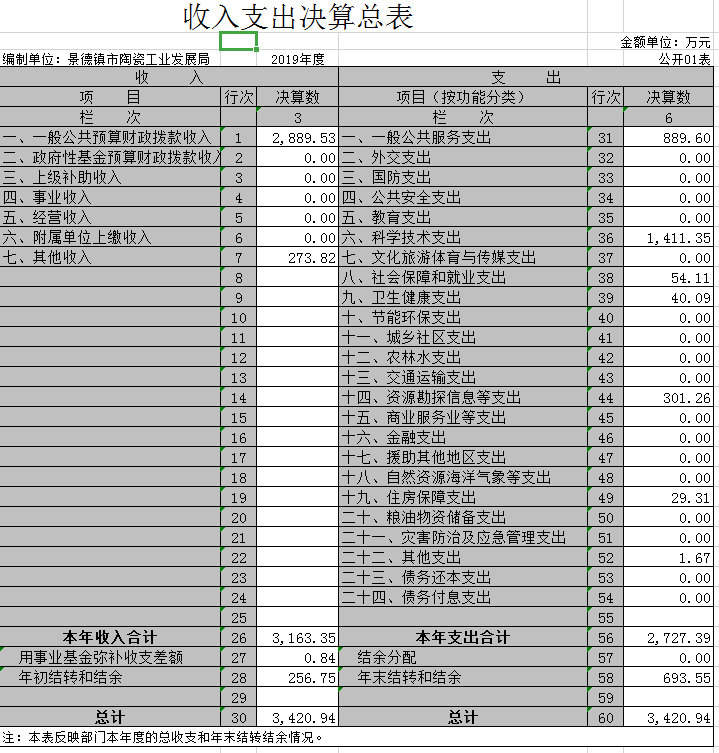 收入支出决算总表
金额单位：万元
编制单位：景德镇市陶瓷工业发展局 2019年度 公开01表
收 入 支 出
项 目 行次 决算数 项目（按功能分类） 行次 决算数
栏 次 3 栏 次 6
一、一般公共预算财政拨款收入 1 2,889.53 一、一般公共服务支出 31 889.60
二、政府性基金预算财政拨款收入 2 0.00 二、外交支出 32 0.00
三、上级补助收入 3 0.00 三、国防支出 33 0.00
四、事业收入 4 0.00 四、公共安全支出 34 0.00
五、经营收入 5 0.00 五、教育支出 35 0.00
六、附属单位上缴收入 6 0.00 六、科学技术支出 36 1,411.35
七、其他收入 7 273.82 七、文化旅游体育与传媒支出 37 0.00
8 八、社会保障和就业支出 38 54.11
9 九、卫生健康支出 39 40.09
10 十、节能环保支出 40 0.00
11 十一、城乡社区支出 41 0.00
12 十二、农林水支出 42 0.00
13 十三、交通运输支出 43 0.00
14 十四、资源勘探信息等支出 44 301.26
15 十五、商业服务业等支出 45 0.00
16 十六、金融支出 46 0.00
17 十七、援助其他地区支出 47 0.00
18 十八、自然资源海洋气象等支出 48 0.00
19 十九、住房保障支出 49 29.31
20 二十、粮油物资储备支出 50 0.00
21 二十一、灾害防治及应急管理支出 51 0.00
22 二十二、其他支出 52 1.67
23 二十三、债务还本支出 53 0.00
24 二十四、债务付息支出 54 0.00
25 55
本年收入合计 26 3,163.35 本年支出合计 56 2,727.39
用事业基金弥补收支差额 27 0.84 结余分配 57 0.00
年初结转和结余 28 256.75 年末结转和结余 58 693.55
29 59
总计 30 3,420.94 总计 60 3,420.94
注：本表反映部门本年度的总收支和年末结转结余情况。